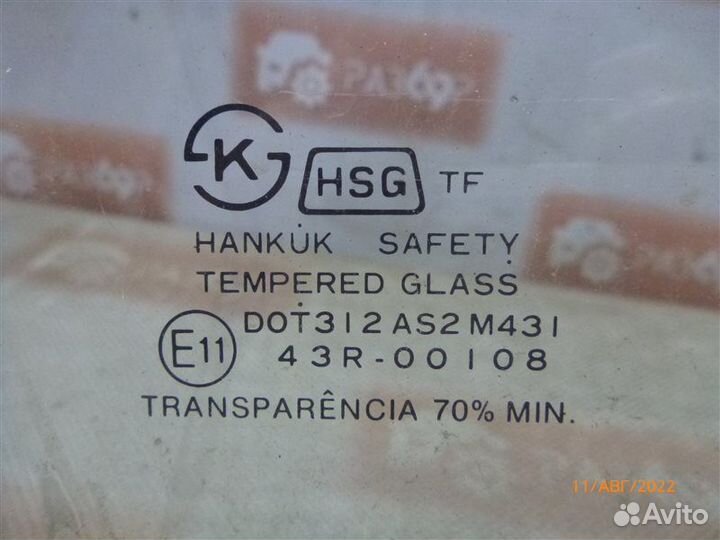 РАЗБОР
K HSG TF
HANKUK SAFETY
TEMPERED GLASS
DOT312 AS2 M431
E11 43R-00108
TRANSPARÊNCIA 70% MIN.
11/АВГ/2022
Avito